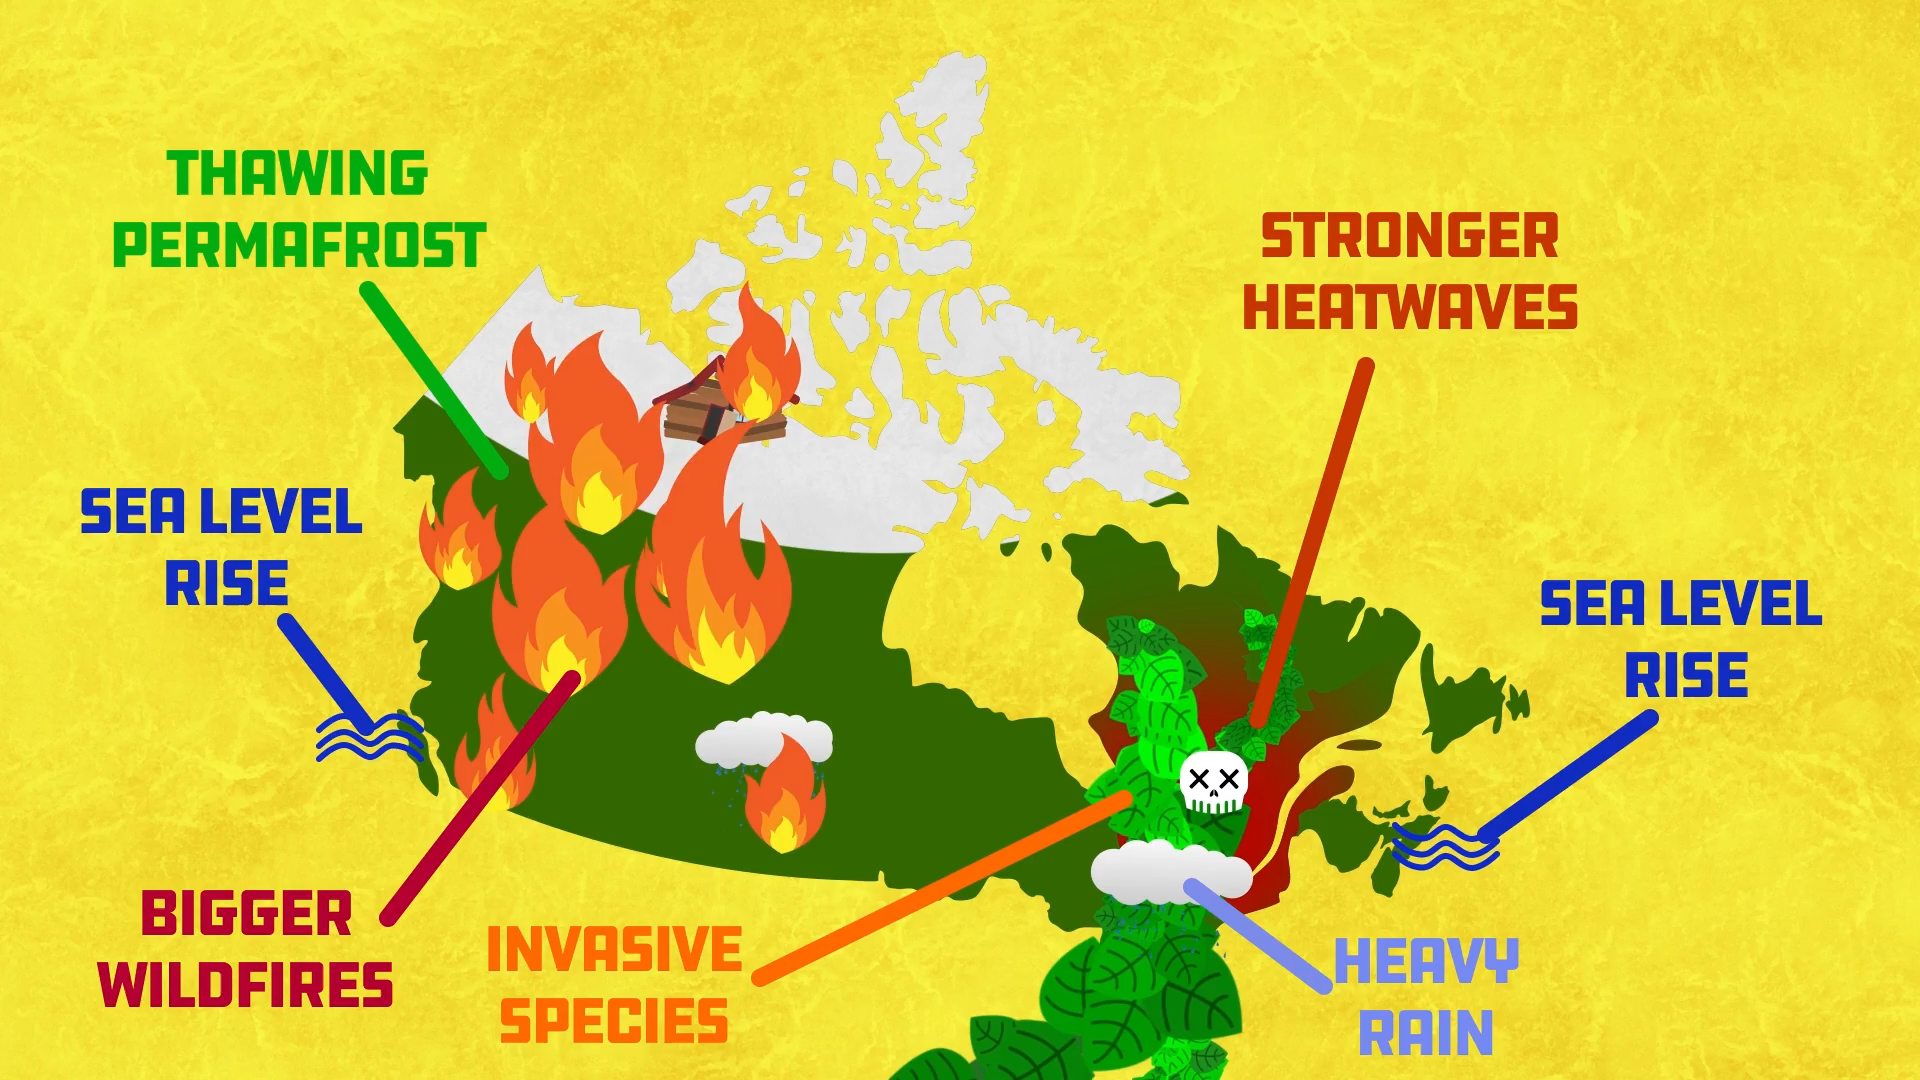 THAWING
PERMAFROST
STRONGER
HEATWAVES
SEA LEVEL
RISE
SEA LEVEL
RISE
BIGGER
WILDFIRES
INVASIVE
SPECIES
HEAVY
RAIN